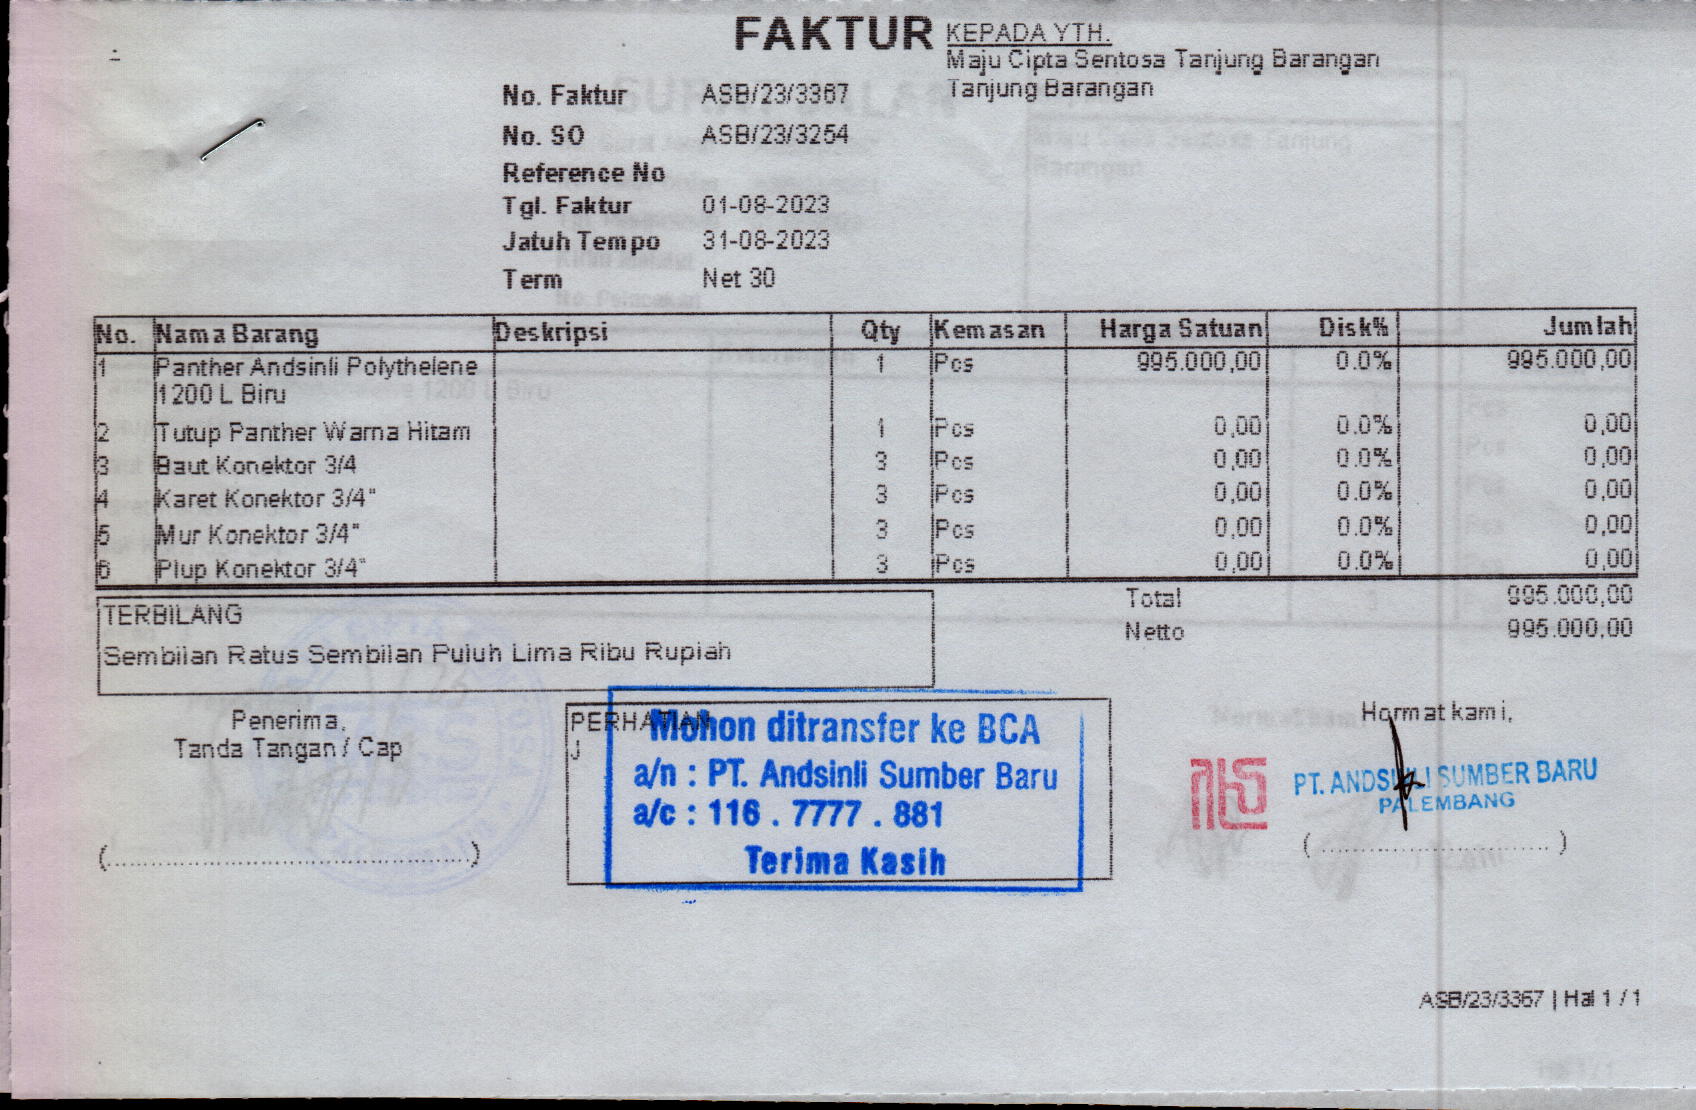 FAKTUR
KEPADA YTH.
Maju Cipta Sentosa Tanjung Barangan
Tanjung Barangan
No. Faktur ASB/23/3367
No. SO ASB/23/3254
Reference No
Tgl. Faktur 01-08-2023
Jatuh Tempo 31-08-2023
Term Net 30
No. Nama Barang Deskripsi Qty Kemasan Harga Satuan Disk% Jumlah
1 Panther Andsinli Polythelene 1 Pcs 995.000,00 0.0% 995.000,00
1200 L Biru
2 Tutup Panther Warna Hitam 1 Pcs 0,00 0.0% 0,00
3 Baut Konektor 3/4 3 Pcs 0,00 0.0% 0,00
4 Karet Konektor 3/4" 3 Pcs 0,00 0.0% 0,00
5 Mur Konektor 3/4" 3 Pcs 0,00 0.0% 0,00
6 Plup Konektor 3/4" 3 Pcs 0,00 0.0% 0,00
Total 995.000,00
Netto 995.000,00
TERBILANG
Sembilan Ratus Sembilan Puluh Lima Ribu Rupiah
Penerima,
Tanda Tangan / Cap
(....................................................)
PERHATIAN
J
Mohon ditransfer ke BCA
a/n : PT. Andsinli Sumber Baru
a/c : 116 . 7777 . 881
Terima Kasih
Hormat kami,
PT. ANDSINLI SUMBER BARU
PALEMBANG
(....................................)
ASB/23/3367 | Hal 1 / 1